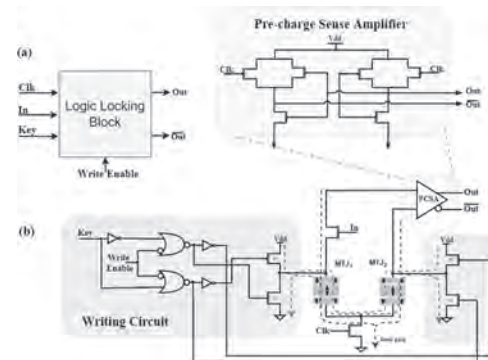 Pre-charge Sense Amplifier
Vdd
(a)
Clk
Clk
Clk
Out
In
Logic Locking
Block
Out
Out
Key
Out
Write Enable
PCSA
Out
Out
(b)
In
Key
Vdd
MTJ₁
MTJ₂
Vdd
Write
Enable
Writing Circuit
Clk